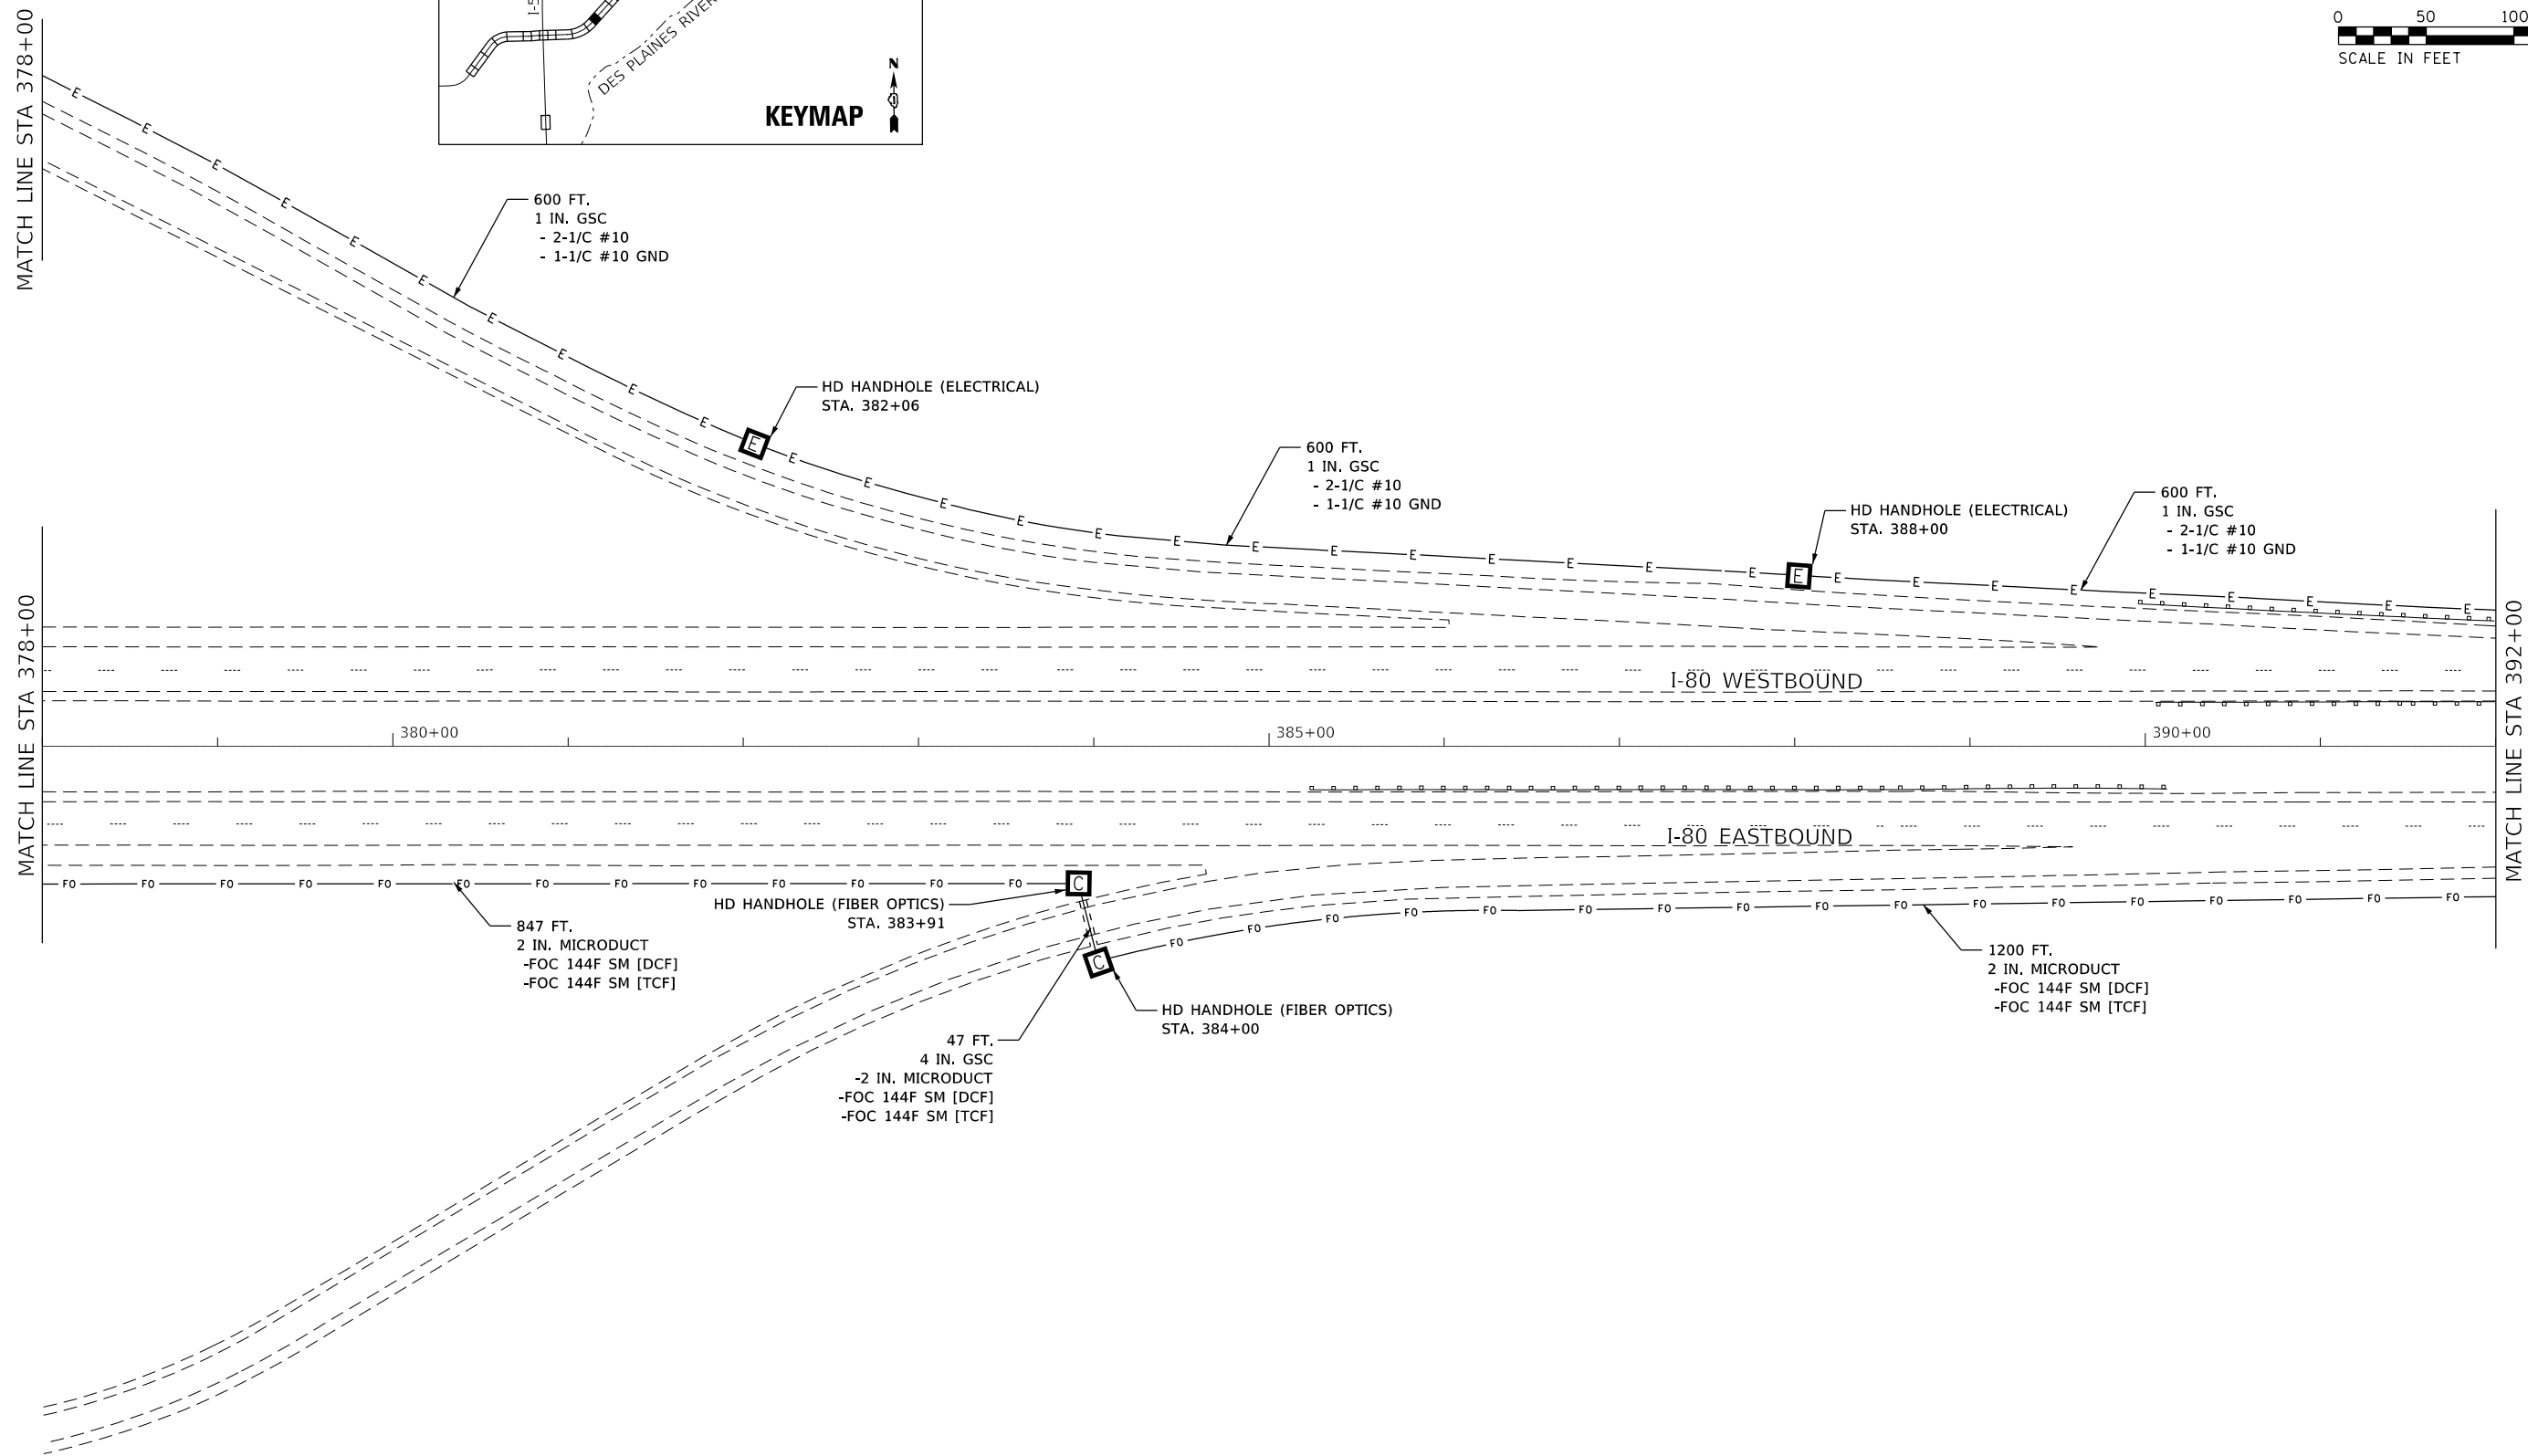 MATCH LINE STA 378+00
I-5
DES PLAINES RIVER
N
KEYMAP
0 50 100
SCALE IN FEET
600 FT.
1 IN. GSC
- 2-1/C #10
- 1-1/C #10 GND
HD HANDHOLE (ELECTRICAL)
STA. 382+06
E
600 FT.
1 IN. GSC
- 2-1/C #10
- 1-1/C #10 GND
HD HANDHOLE (ELECTRICAL)
STA. 388+00
E
600 FT.
1 IN. GSC
- 2-1/C #10
- 1-1/C #10 GND
MATCH LINE STA 378+00
I-80 WESTBOUND
380+00
385+00
390+00
MATCH LINE STA 392+00
I-80 EASTBOUND
C
HD HANDHOLE (FIBER OPTICS)
STA. 383+91
847 FT.
2 IN. MICRODUCT
-FOC 144F SM [DCF]
-FOC 144F SM [TCF]
C
HD HANDHOLE (FIBER OPTICS)
STA. 384+00
47 FT.
4 IN. GSC
-2 IN. MICRODUCT
-FOC 144F SM [DCF]
-FOC 144F SM [TCF]
1200 FT.
2 IN. MICRODUCT
-FOC 144F SM [DCF]
-FOC 144F SM [TCF]